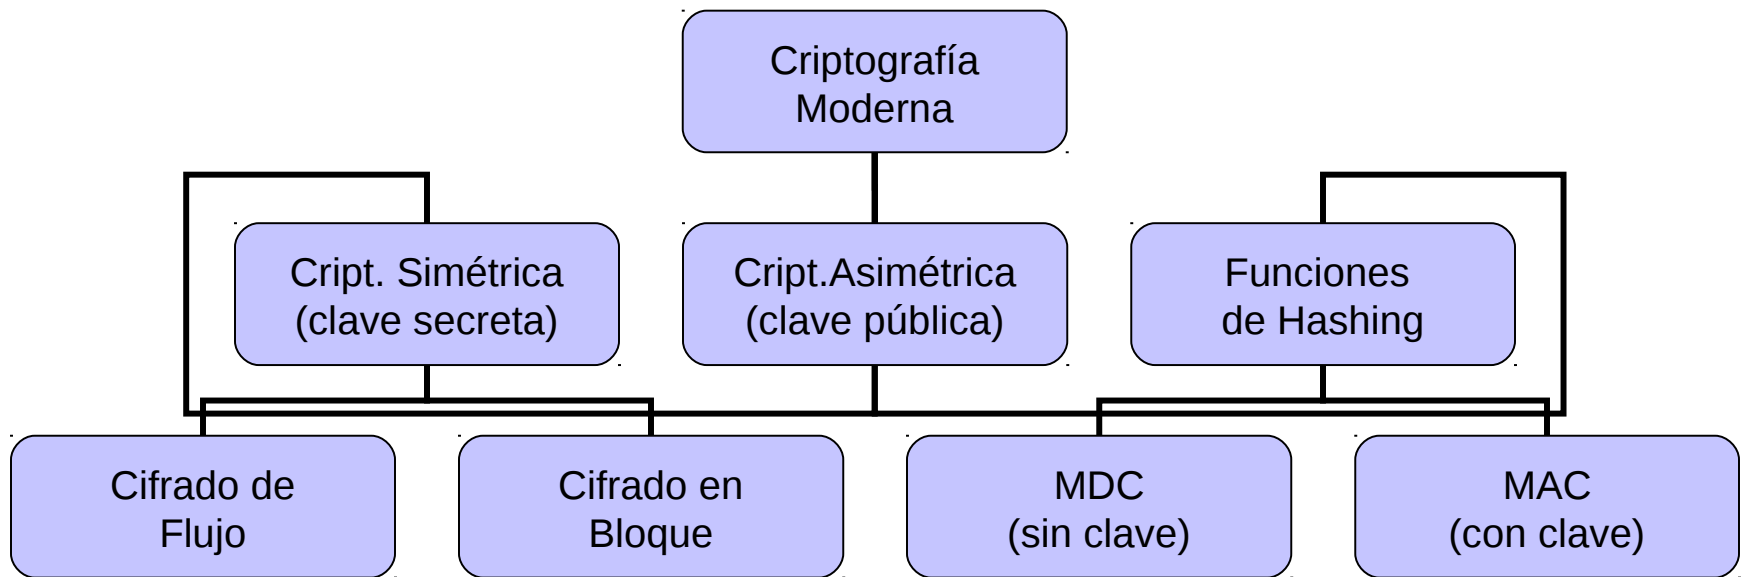 Criptografía
Moderna
Cript. Simétrica
(clave secreta)
Cript.Asimétrica
(clave pública)
Funciones
de Hashing
Cifrado de
Flujo
Cifrado en
Bloque
MDC
(sin clave)
MAC
(con clave)